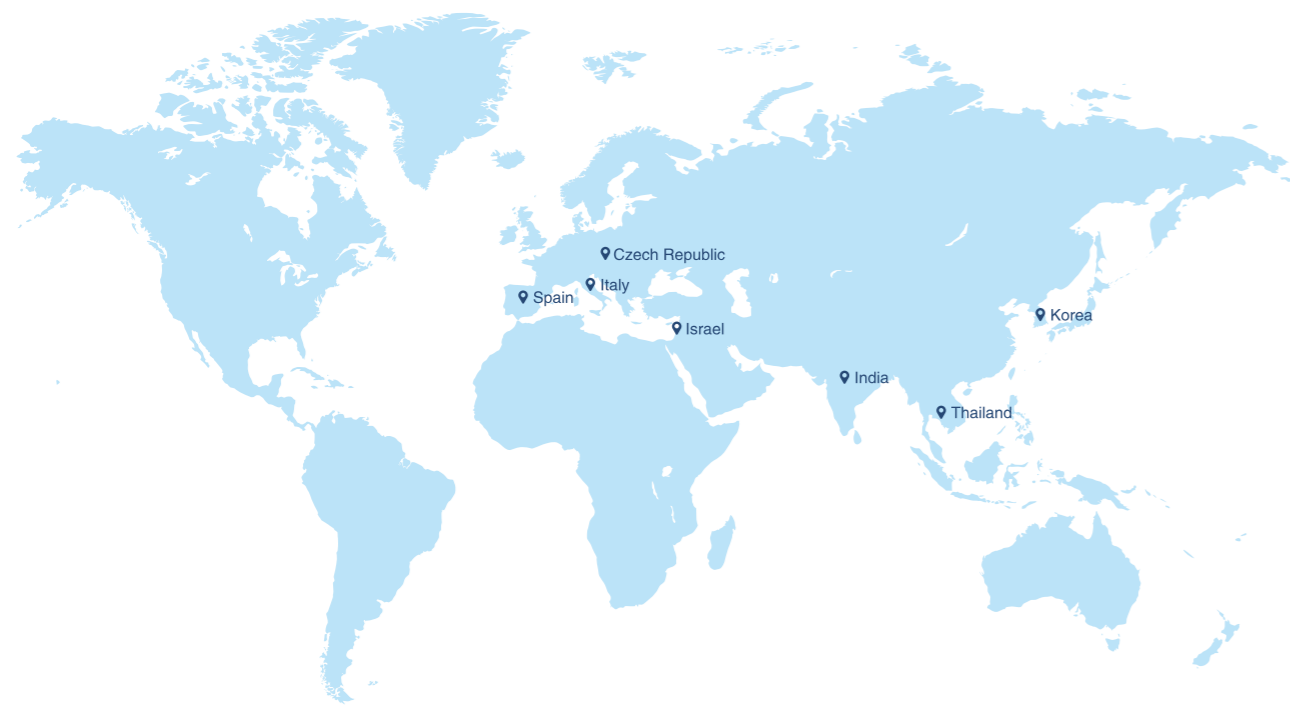 Czech Republic
Italy
Spain
Korea
Israel
India
Thailand